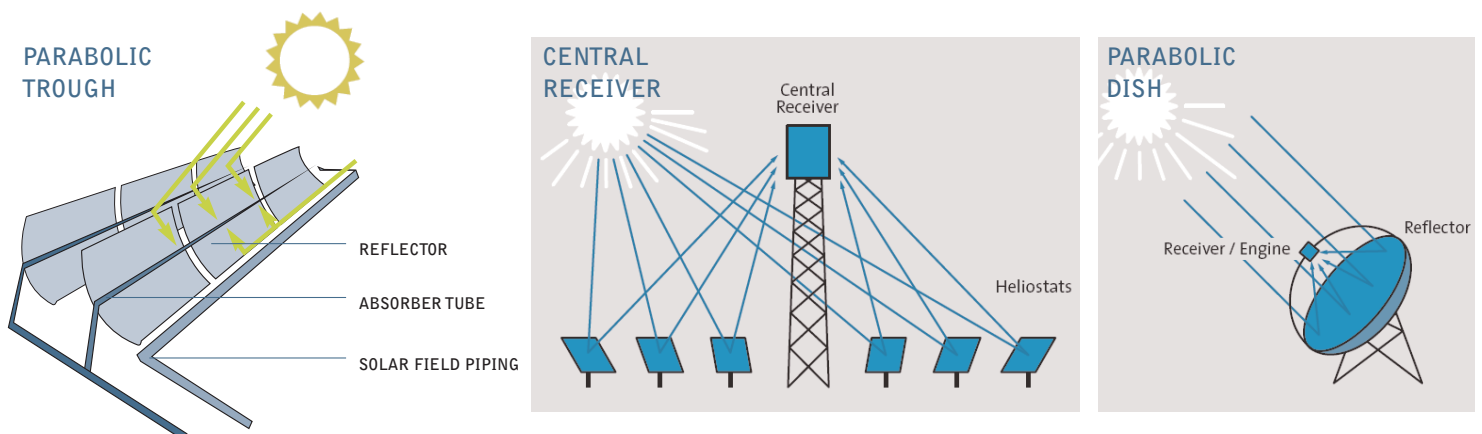 PARABOLIC
TROUGH
REFLECTOR
ABSORBER TUBE
SOLAR FIELD PIPING
CENTRAL
RECEIVER
Central
Receiver
Heliostats
PARABOLIC
DISH
Receiver / Engine
Reflector